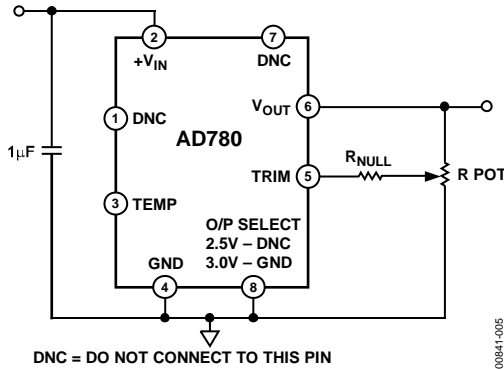 2
7
+VIN
DNC
1
DNC
VOUT
6
AD780
1μF
RNULL
TRIM
5
R POT
3
TEMP
O/P SELECT
2.5V – DNC
3.0V – GND
GND
4
8
DNC = DO NOT CONNECT TO THIS PIN
00841-005